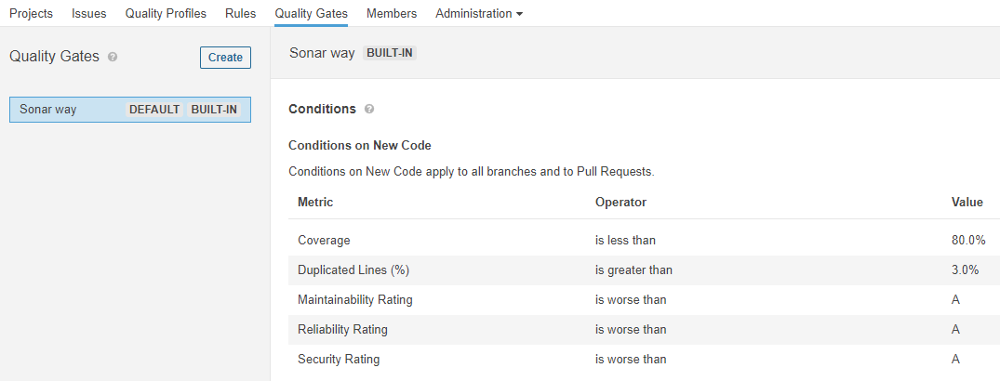 Projects Issues Quality Profiles Rules Quality Gates Members Administration
Quality Gates ? Create
Sonar way DEFAULT BUILT-IN
Sonar way BUILT-IN
Conditions ?
Conditions on New Code
Conditions on New Code apply to all branches and to Pull Requests.
Metric Operator Value
Coverage is less than 80.0%
Duplicated Lines (%) is greater than 3.0%
Maintainability Rating is worse than A
Reliability Rating is worse than A
Security Rating is worse than A